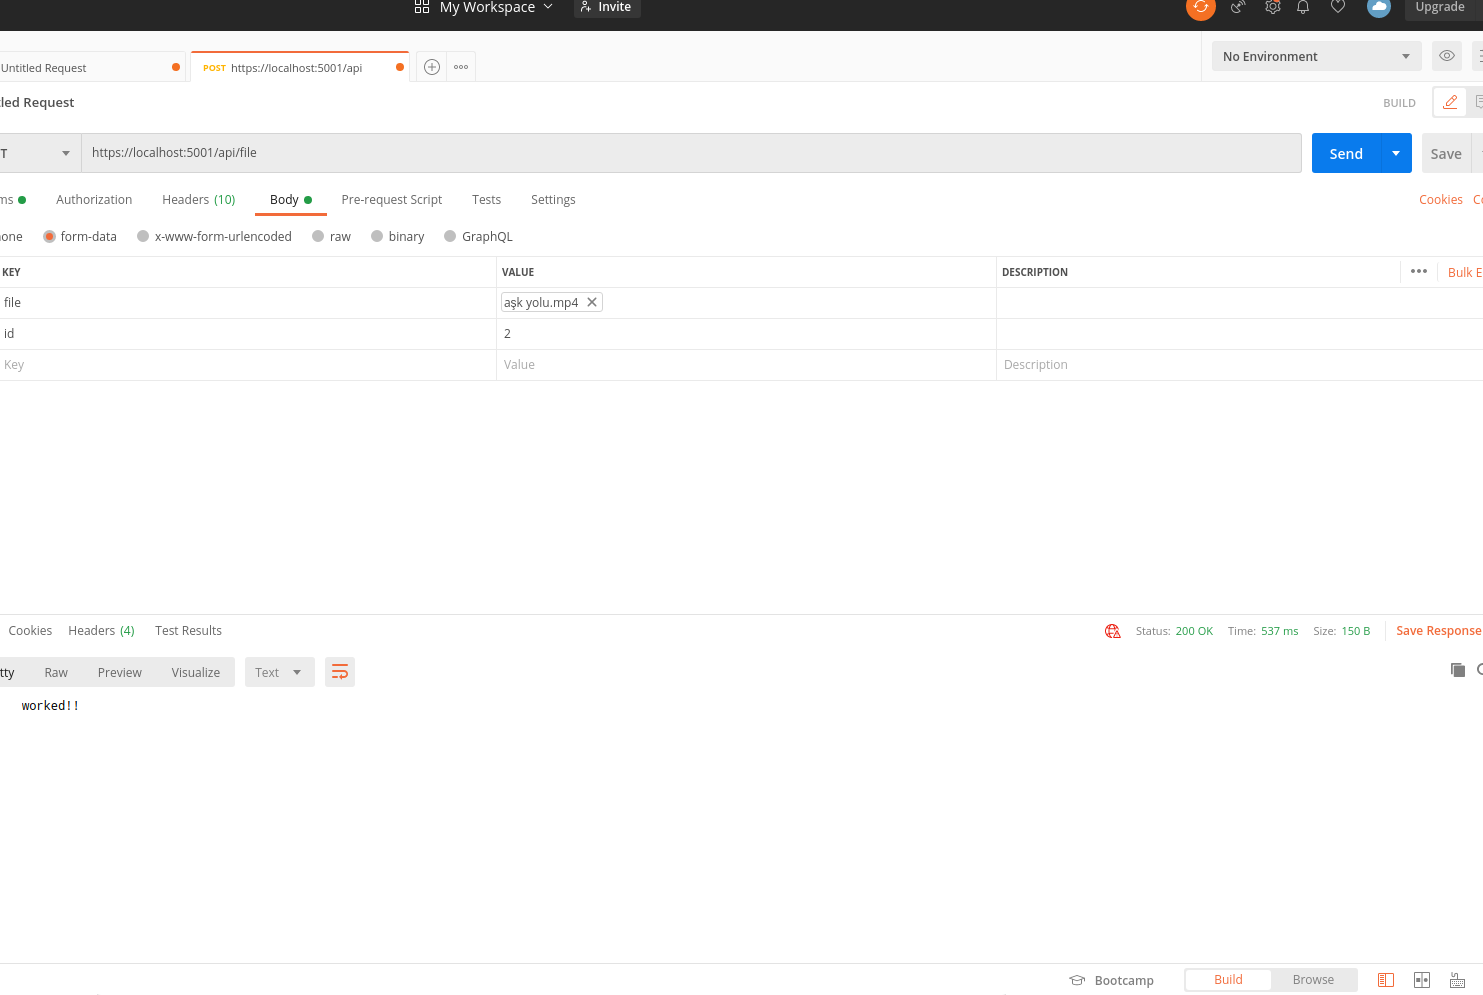 My Workspace Invite Upgrade
Untitled Request POST https://localhost:5001/api No Environment
led Request BUILD
T https://localhost:5001/api/file Send Save
ms Authorization Headers (10) Body Pre-request Script Tests Settings Cookies Co
one form-data x-www-form-urlencoded raw binary GraphQL
KEY VALUE DESCRIPTION Bulk E
file aşk yolu.mp4
id 2
Key Value Description
Cookies Headers (4) Test Results Status: 200 OK Time: 537 ms Size: 150 B Save Response
tty Raw Preview Visualize Text
worked!!
Bootcamp Build Browse